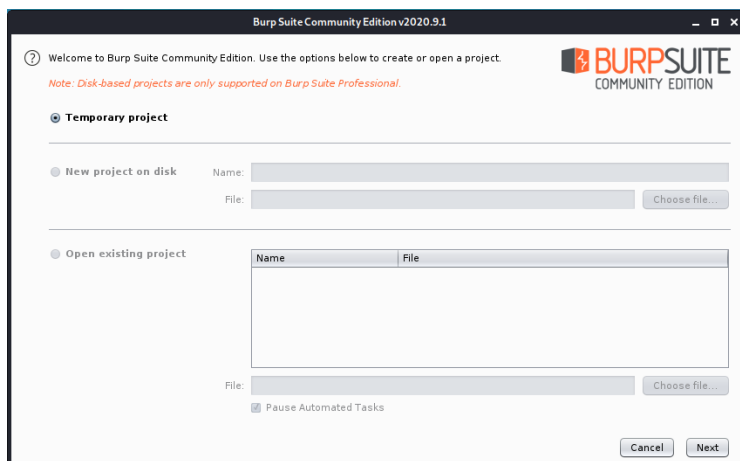 Burp Suite Community Edition v2020.9.1
Welcome to Burp Suite Community Edition. Use the options below to create or open a project.
Note: Disk-based projects are only supported on Burp Suite Professional.
BURPSUITE
COMMUNITY EDITION
Temporary project
New project on disk
Name:
File:
Choose file...
Open existing project
Name File
File:
Choose file...
Pause Automated Tasks
Cancel Next